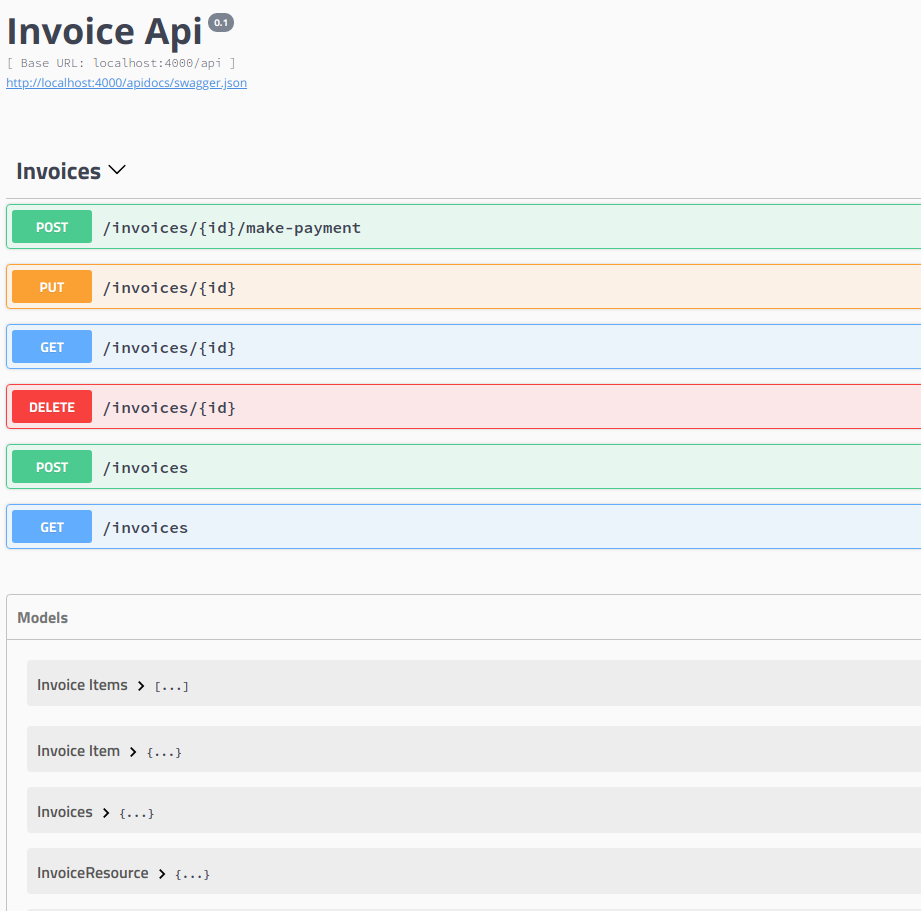 Invoice Api 0.1
[ Base URL: localhost:4000/api ]
http://localhost:4000/apidocs/swagger.json
Invoices
POST /invoices/{id}/make-payment
PUT /invoices/{id}
GET /invoices/{id}
DELETE /invoices/{id}
POST /invoices
GET /invoices
Models
Invoice Items > [...]
Invoice Item > {...}
Invoices > {...}
InvoiceResource > {...}